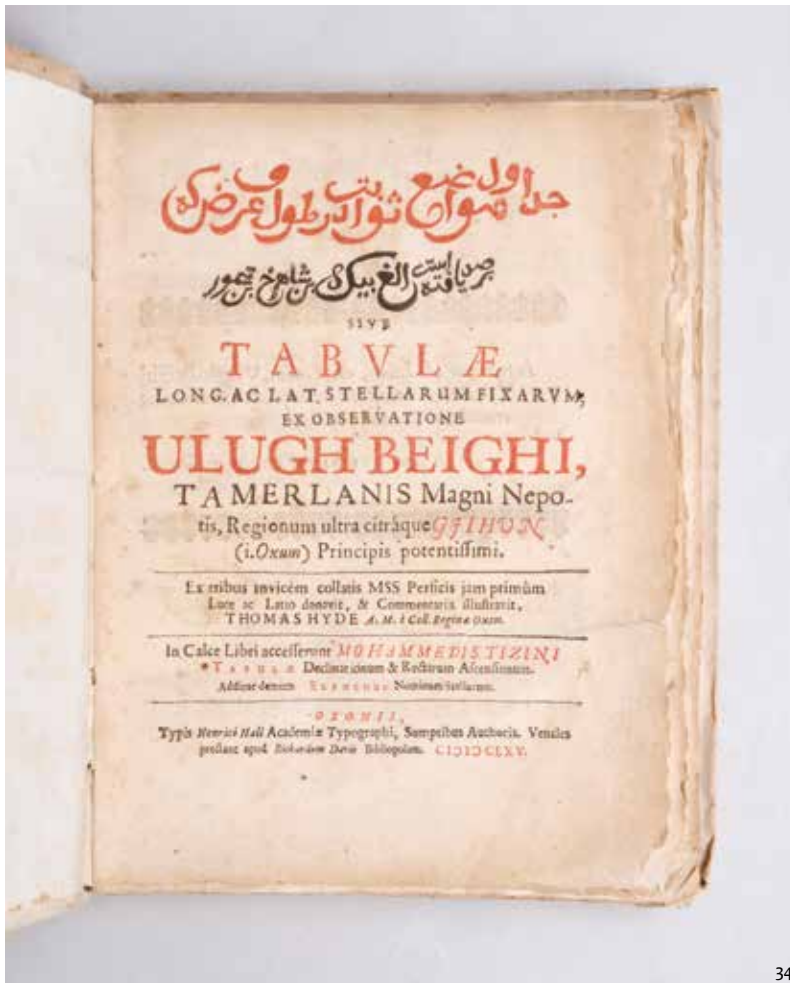 جداول مواضع ثوابت در طول و عرض که
برصد یافته است الغ بیک بن شاهرخ بن تیمور
SIVE
TABVLÆ
LONG. AC LAT. STELLARUM FIXARVM,
EX OBSERVATIONE
ULUGH BEIGHI,
TAMERLANIS Magni Nepo-
tis, Regionum ultra citráque GJIHUN
(i. Oxum) Principis potentissimi.
Ex tribus invicém collatis MSS Persicis jam primùm
Luce ac Latio donavit, & Commentariis illustravit,
THOMAS HYDE A. M. è Coll. Reginæ Oxon.
In Calce Libri accesserunt MOHAMMEDIS TIZINI
TABULÆ Declinationum & Rectarum Ascensionum.
Additur demum ELENCHUS Nominum Stellarum.
OXONII,
Typis Henrici Hall Academiæ Typographi, Sumptibus Authoris. Veneles
prostant apud Richardum Davis Bibliopolam. CIↃIↃCLXV.
34